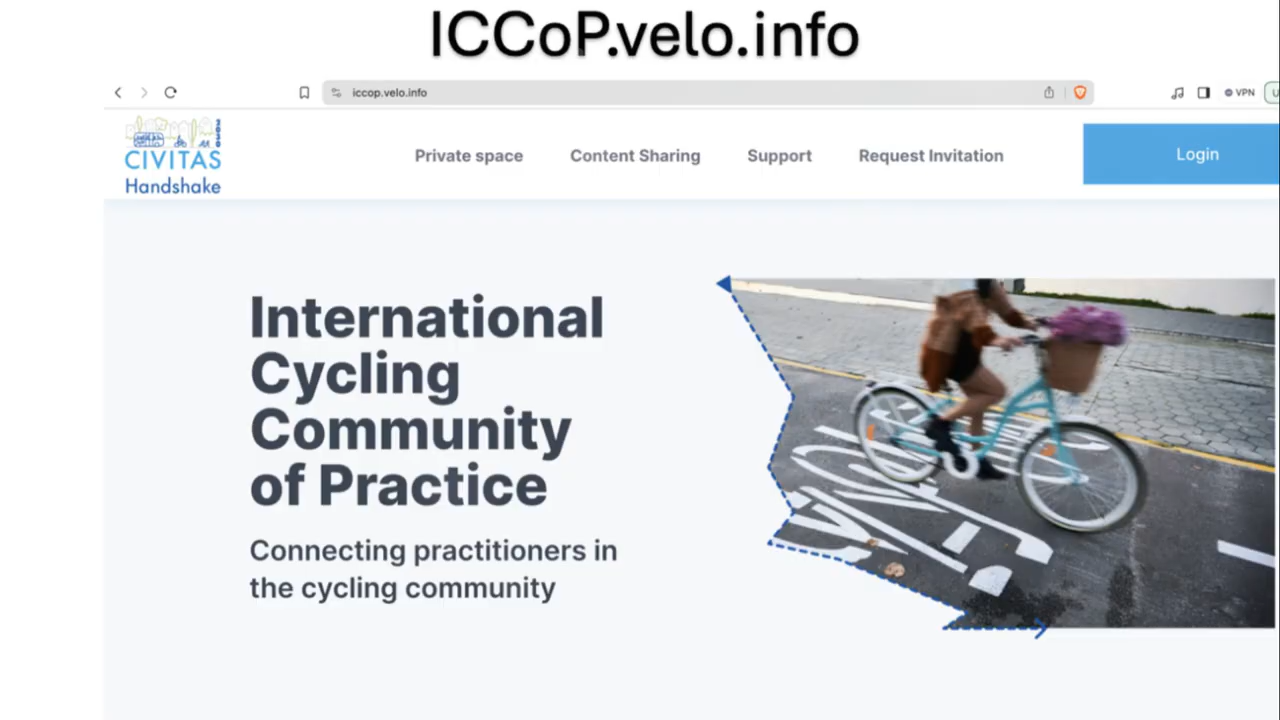 ICCoP.velo.info
iccop.velo.info
VPN
CIVITAS
Handshake
Private space
Content Sharing
Support
Request Invitation
Login
International
Cycling
Community
of Practice
Connecting practitioners in
the cycling community